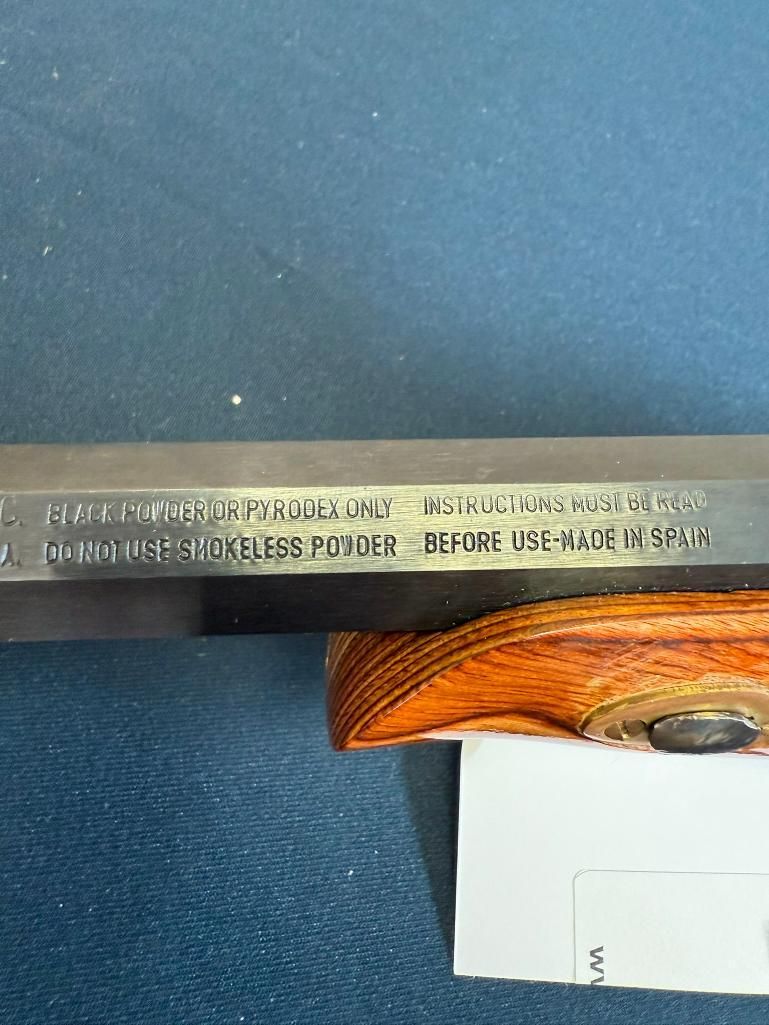 C. BLACK POWDER OR PYRODEX ONLY INSTRUCTIONS MUST BE READ
A. DO NOT USE SMOKELESS POWDER BEFORE USE-MADE IN SPAIN
W